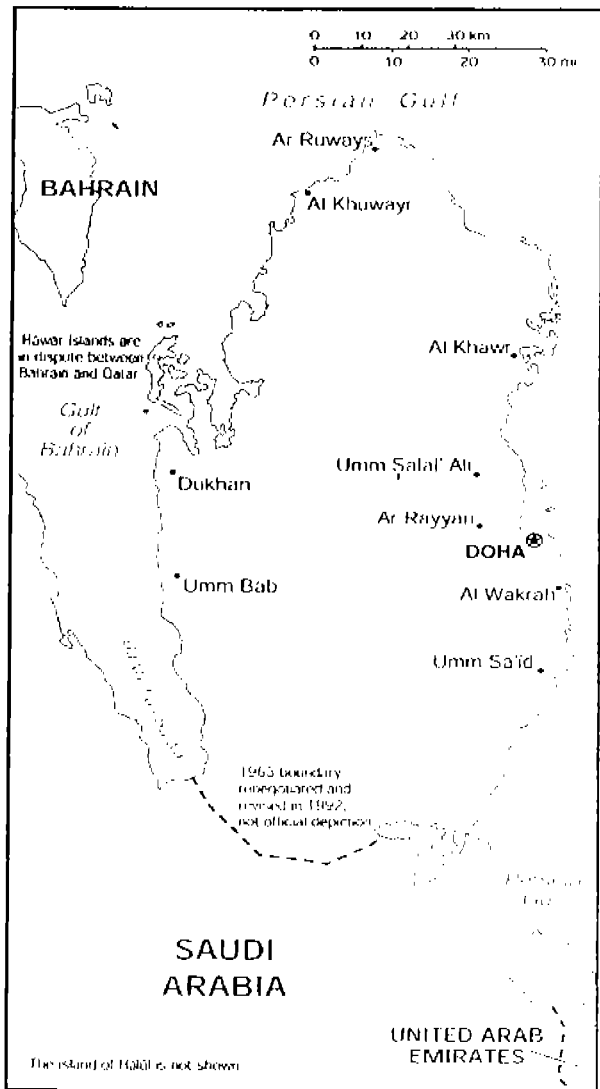 0 10 20 30 km
0 10 20 30 mi
Persian Gulf
Ar Ruways
BAHRAIN
Al Khuwayr
Hawar Islands are
in dispute between
Bahrain and Qatar
Al Khawr
Gulf
of
Bahrain
Umm Salal' Ali
Dukhan
Ar Rayyan
DOHA
Umm Bab
Al Wakrah
Umm Sa'id
boundary
renegotiated and
revised in 1992,
not official depiction
Persian
SAUDI
ARABIA
UNITED ARAB
EMIRATES
The island of Halul is not shown